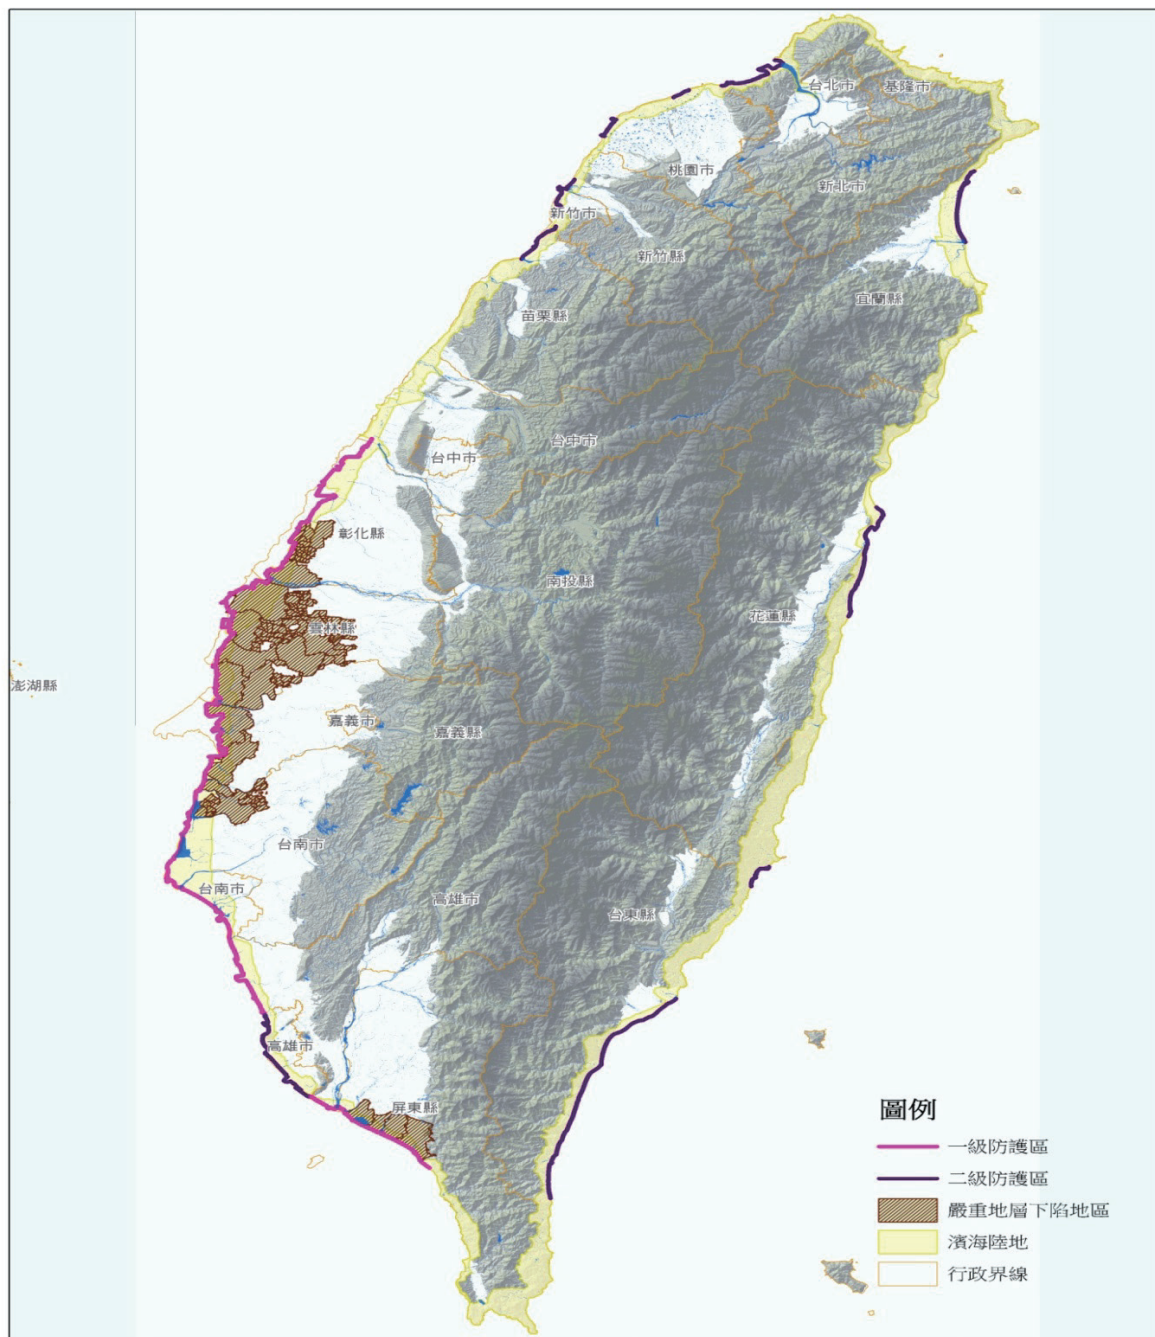 台北市
基隆市
桃園市
新北市
新竹市
新竹縣
宜蘭縣
苗栗縣
台中市
台中市
彰化縣
南投縣
花蓮縣
雲林縣
澎湖縣
嘉義市
嘉義縣
台南市
台南市
高雄市
台東縣
高雄市
屏東縣
圖例
一級防護區
二級防護區
嚴重地層下陷地區
濱海陸地
行政界線